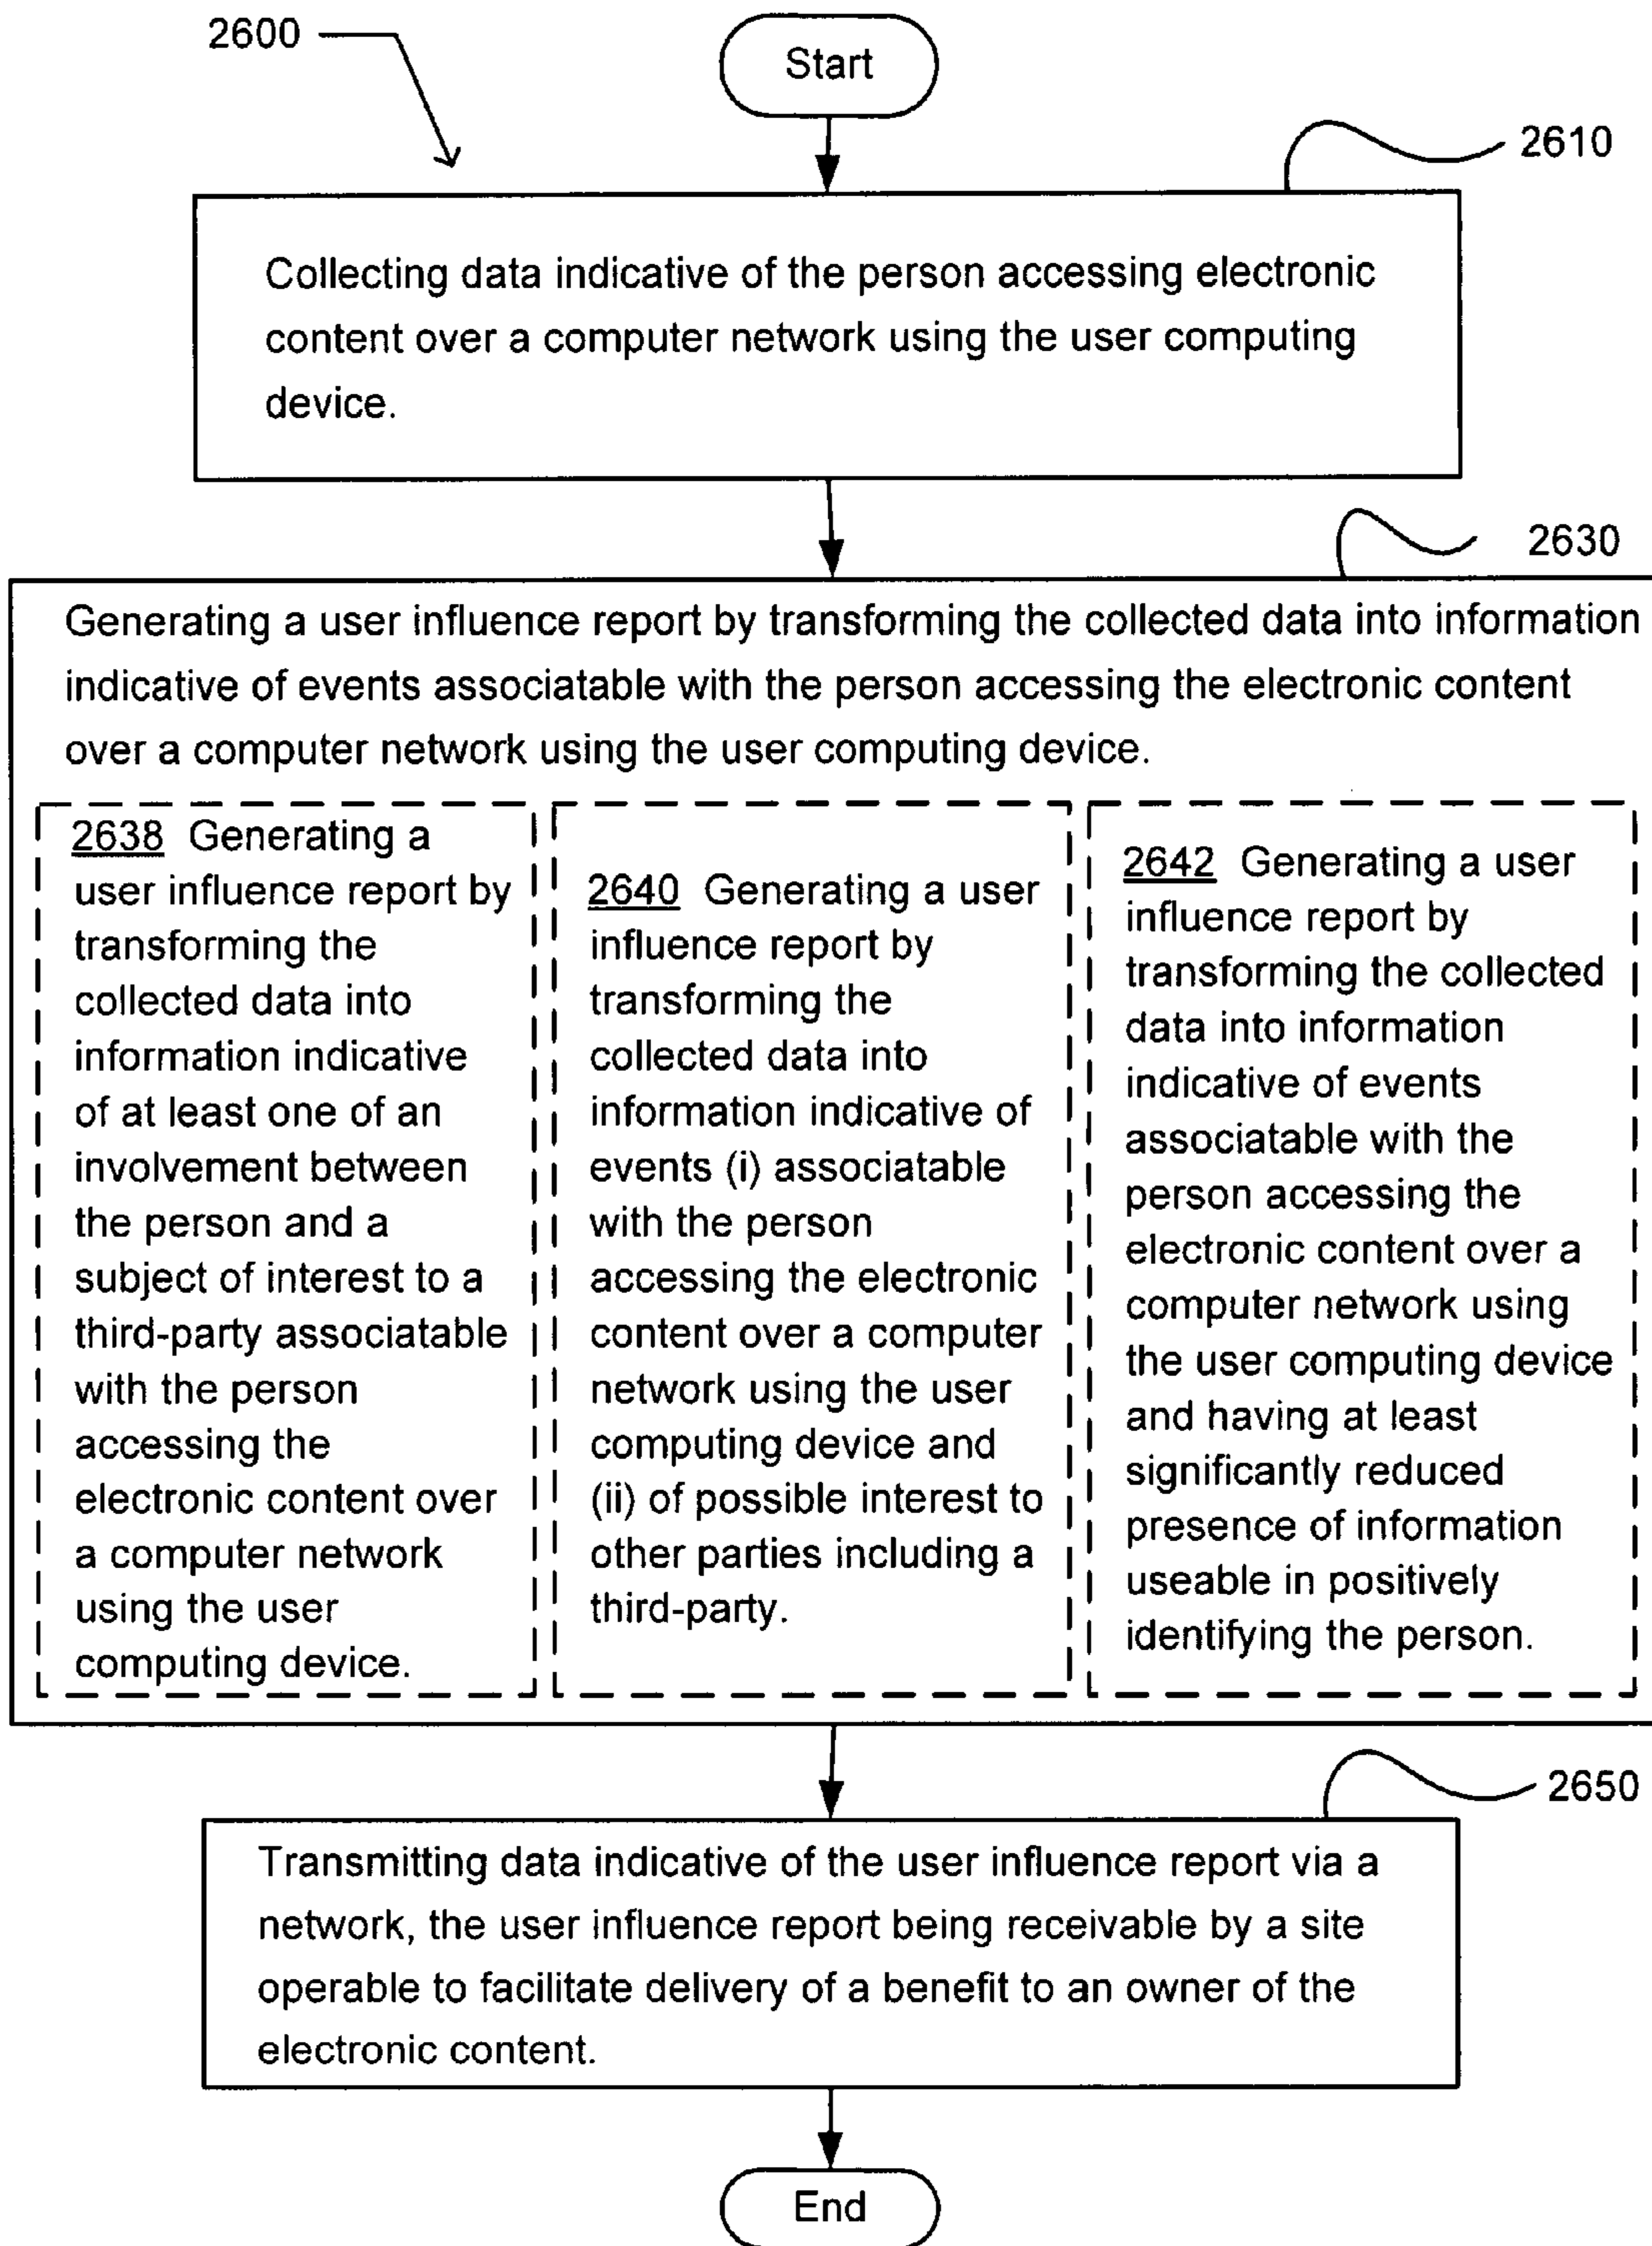 2600
Start
2610
Collecting data indicative of the person accessing electronic
content over a computer network using the user computing
device.
2630
Generating a user influence report by transforming the collected data into information
indicative of events associatable with the person accessing the electronic content
over a computer network using the user computing device.
2638 Generating a
user influence report by
transforming the
collected data into
information indicative
of at least one of an
involvement between
the person and a
subject of interest to a
third-party associatable
with the person
accessing the
electronic content over
a computer network
using the user
computing device.
2640 Generating a user
influence report by
transforming the
collected data into
information indicative of
events (i) associatable
with the person
accessing the electronic
content over a computer
network using the user
computing device and
(ii) of possible interest to
other parties including a
third-party.
2642 Generating a user
influence report by
transforming the collected
data into information
indicative of events
associatable with the
person accessing the
electronic content over a
computer network using
the user computing device
and having at least
significantly reduced
presence of information
useable in positively
identifying the person.
2650
Transmitting data indicative of the user influence report via a
network, the user influence report being receivable by a site
operable to facilitate delivery of a benefit to an owner of the
electronic content.
End